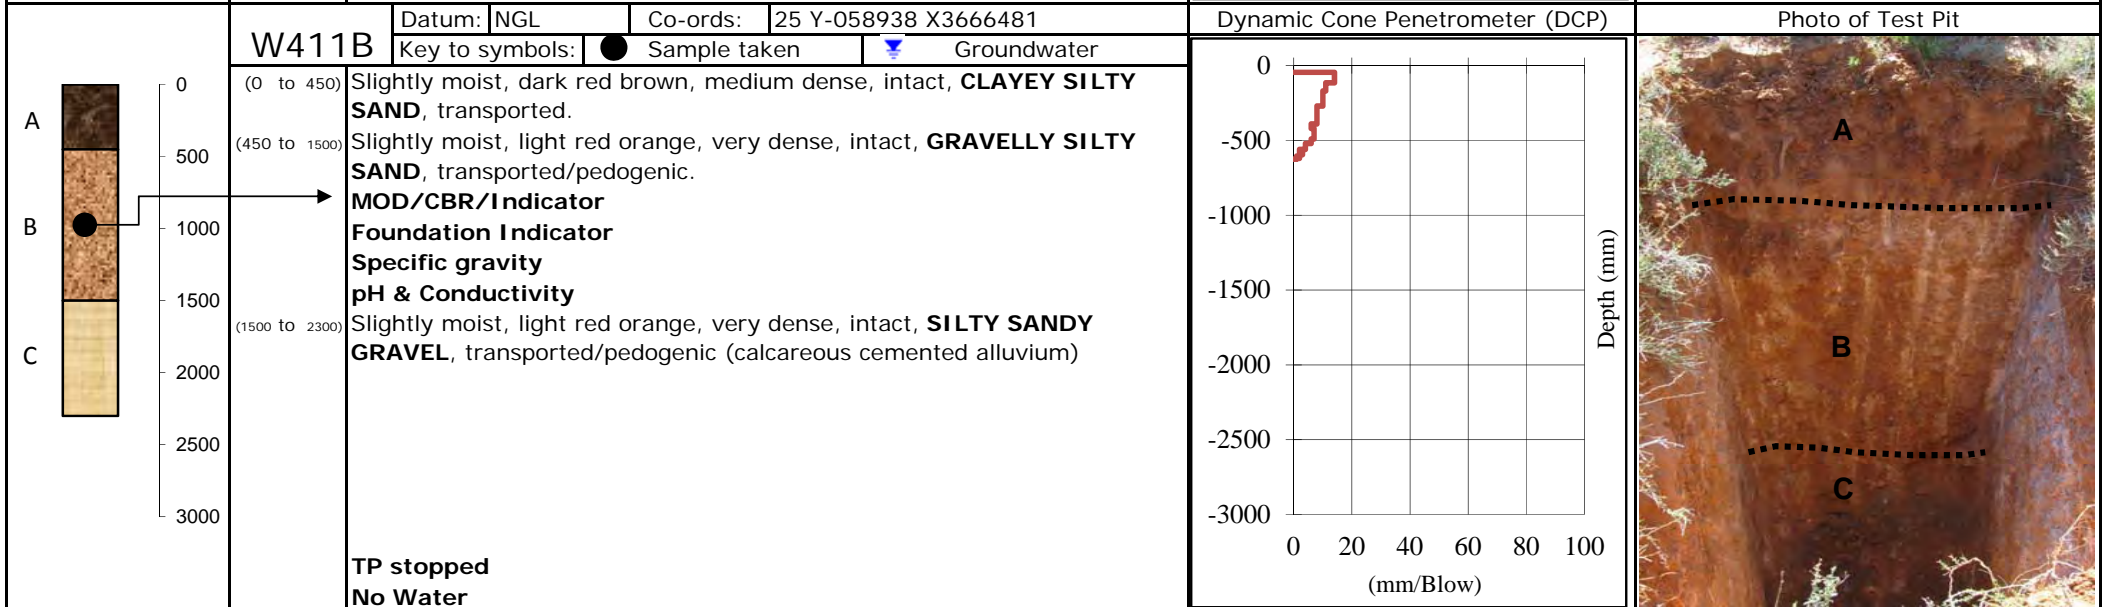 W411B
Datum: NGL Co-ords: 25 Y-058938 X3666481
Key to symbols: Sample taken Groundwater
Dynamic Cone Penetrometer (DCP)
Photo of Test Pit
A
B
C
0
500
1000
1500
2000
2500
3000
(0 to 450) Slightly moist, dark red brown, medium dense, intact, CLAYEY SILTY
SAND, transported.
(450 to 1500) Slightly moist, light red orange, very dense, intact, GRAVELLY SILTY
SAND, transported/pedogenic.
MOD/CBR/Indicator
Foundation Indicator
Specific gravity
pH & Conductivity
(1500 to 2300) Slightly moist, light red orange, very dense, intact, SILTY SANDY
GRAVEL, transported/pedogenic (calcareous cemented alluvium)
TP stopped
No Water
0
-500
-1000
-1500
-2000
-2500
-3000
0 20 40 60 80 100
(mm/Blow)
Depth (mm)
A
B
C